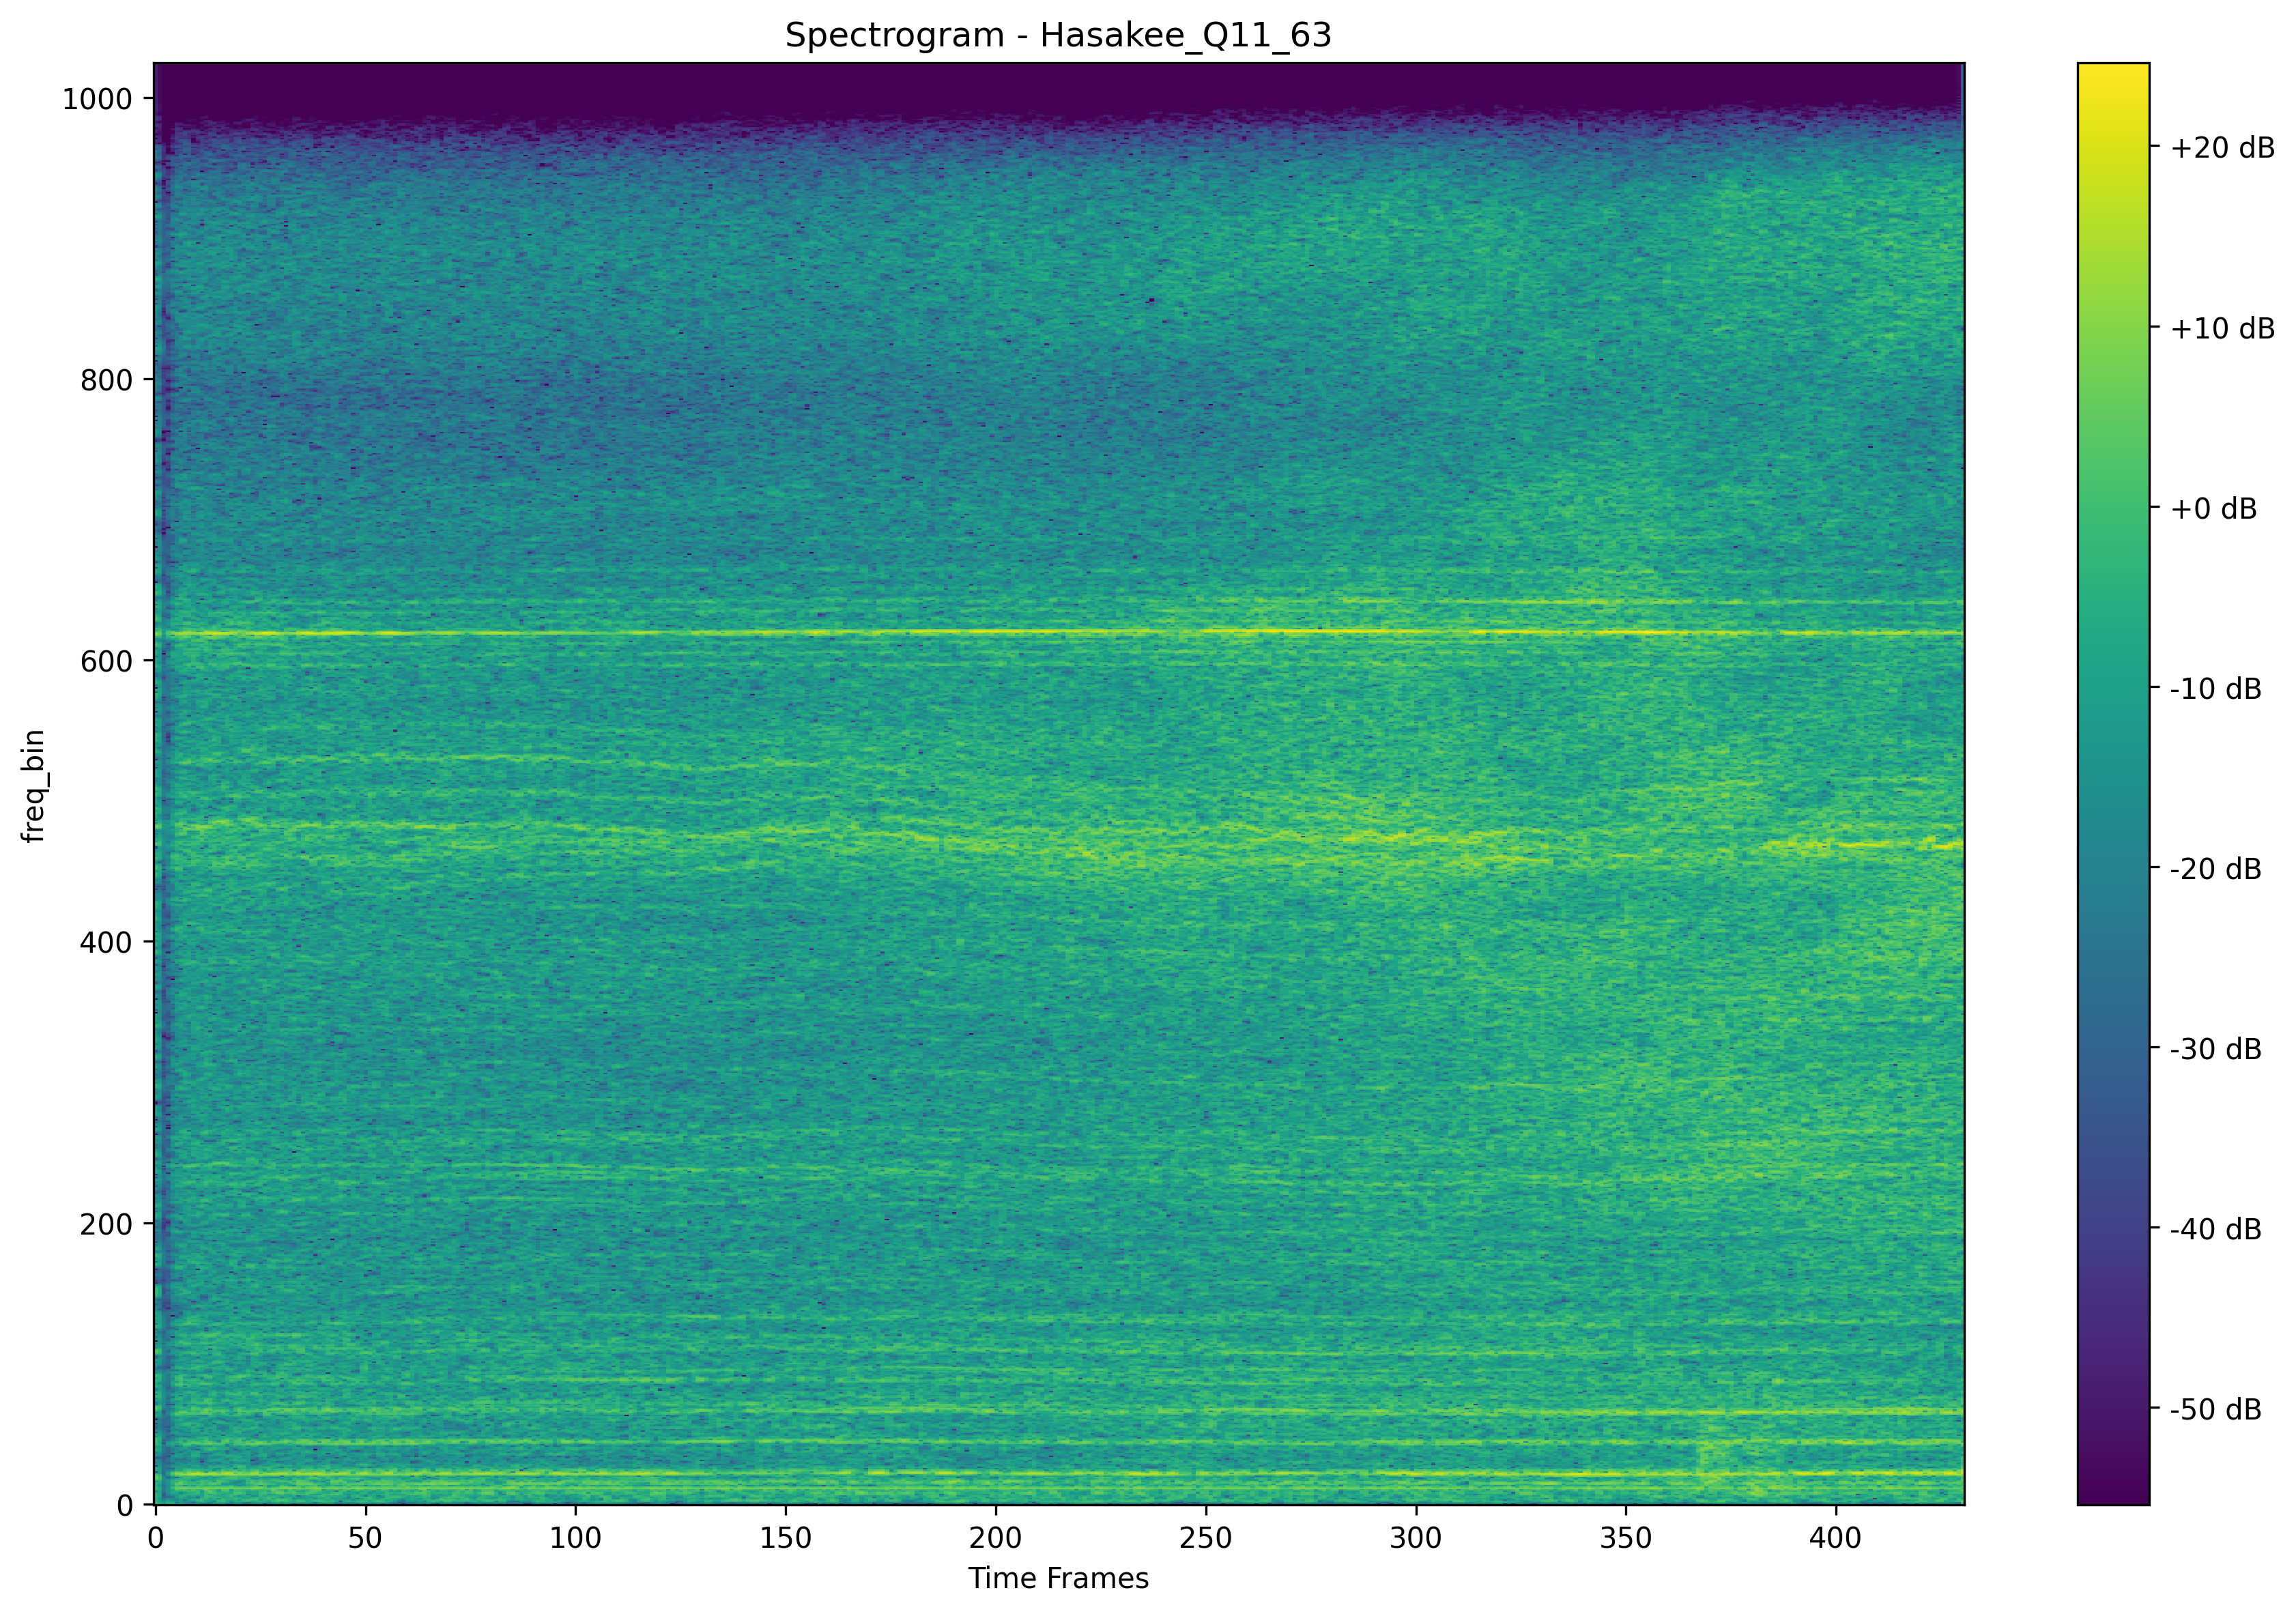 Spectrogram - Hasakee_Q11_63
1000
800
600
400
200
0
freq_bin
0 50 100 150 200 250 300 350 400
Time Frames
+20 dB
+10 dB
+0 dB
-10 dB
-20 dB
-30 dB
-40 dB
-50 dB